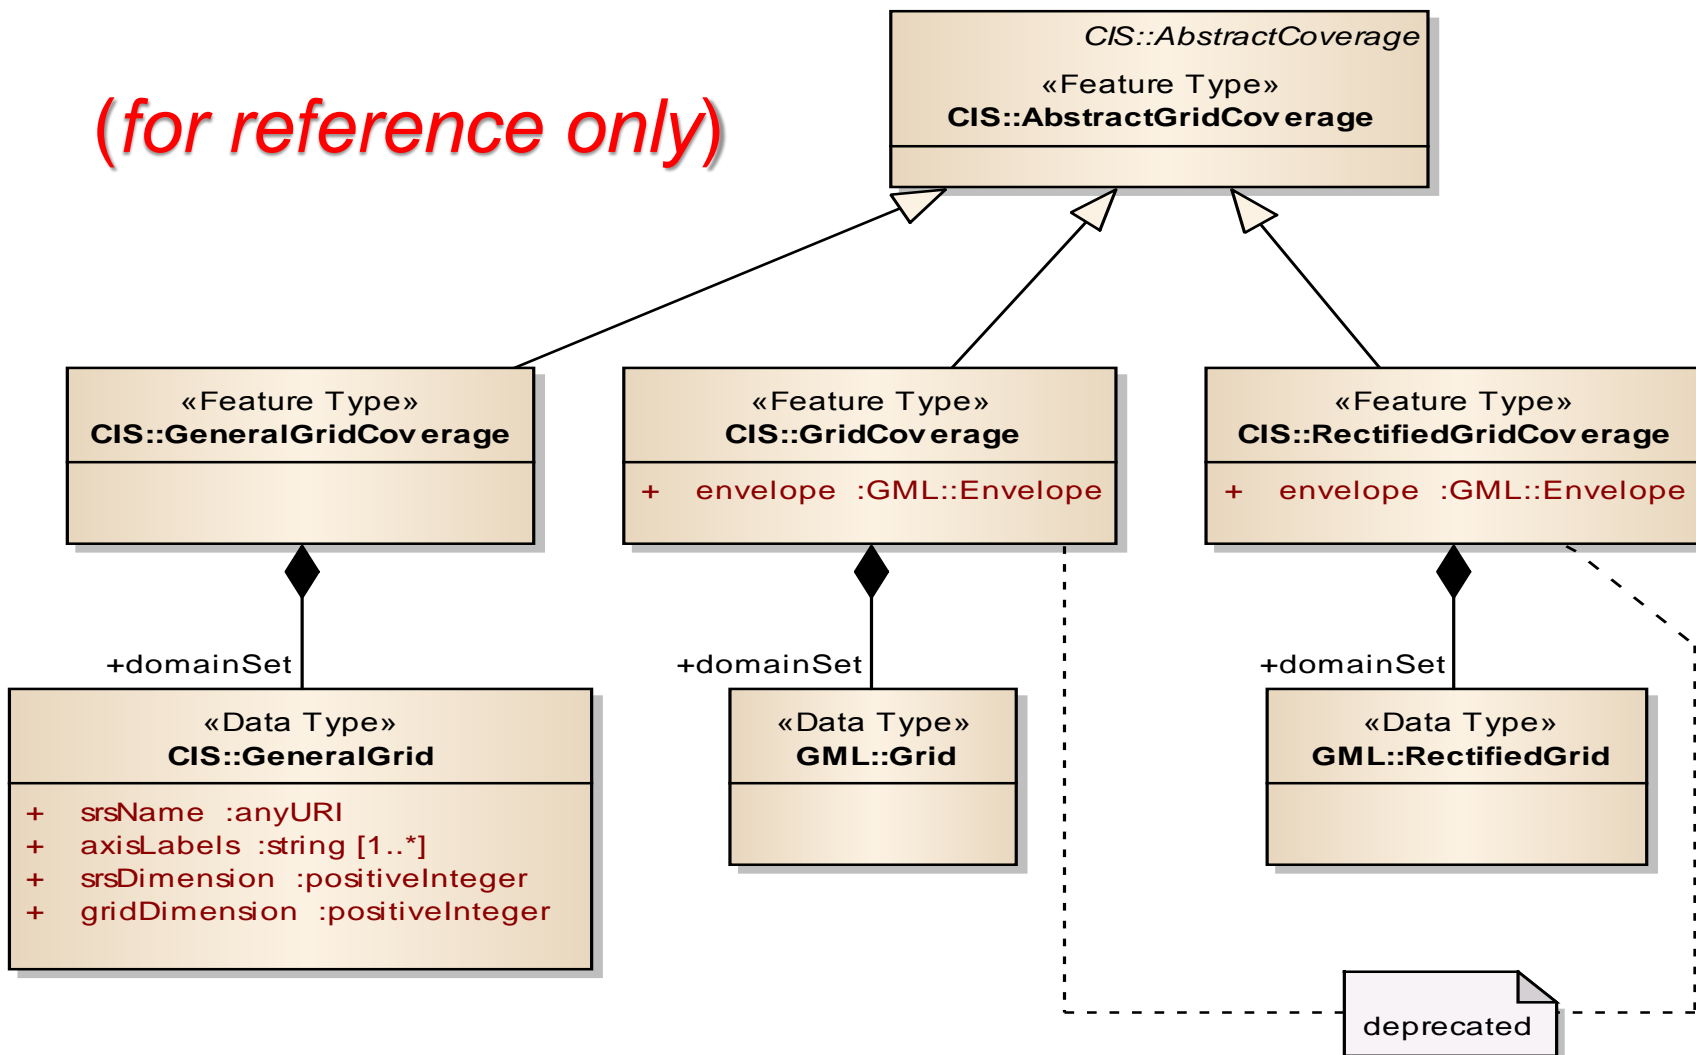 (for reference only)
CIS::AbstractCoverage
«Feature Type»
CIS::AbstractGridCoverage
«Feature Type»
CIS::GeneralGridCoverage
«Feature Type»
CIS::GridCoverage
+ envelope :GML::Envelope
«Feature Type»
CIS::RectifiedGridCoverage
+ envelope :GML::Envelope
+domainSet
+domainSet
+domainSet
«Data Type»
CIS::GeneralGrid
+ srsName :anyURI
+ axisLabels :string [1..*]
+ srsDimension :positiveInteger
+ gridDimension :positiveInteger
«Data Type»
GML::Grid
«Data Type»
GML::RectifiedGrid
deprecated